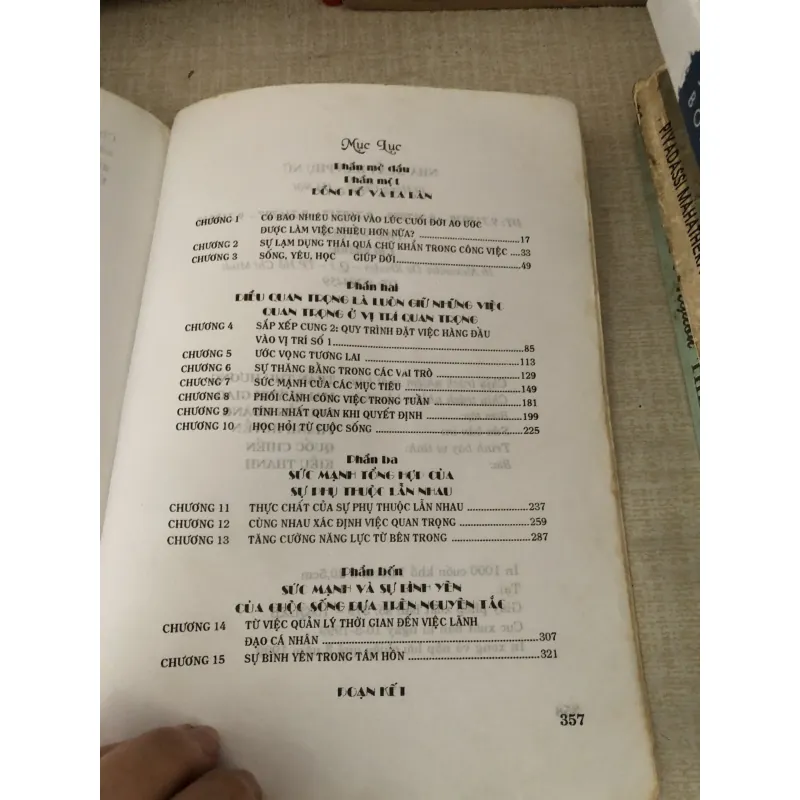 Mục Lục
Phần mở đầu
Phần một
ĐỒNG HỒ VÀ LA BÀN
CHƯƠNG 1 CÓ BAO NHIÊU NGƯỜI VÀO LÚC CUỐI ĐỜI AO ƯỚC
ĐƯỢC LÀM VIỆC NHIỀU HƠN NỮA? 17
CHƯƠNG 2 SỰ LẠM DỤNG THÁI QUÁ CHỮ KHẨN TRONG CÔNG VIỆC ....33
CHƯƠNG 3 SỐNG, YÊU, HỌC GIÚP ĐỜI 49
Phần hai
ĐIỀU QUAN TRỌNG LÀ LUÔN GIỮ NHỮNG VIỆC
QUAN TRỌNG Ở VỊ TRÍ QUAN TRỌNG
CHƯƠNG 4 SẮP XẾP CUNG 2: QUY TRÌNH ĐẶT VIỆC HÀNG ĐẦU
VÀO VỊ TRÍ SỐ 1 85
CHƯƠNG 5 ƯỚC VỌNG TƯƠNG LAI 113
CHƯƠNG 6 SỰ THĂNG BẰNG TRONG CÁC VAI TRÒ 129
CHƯƠNG 7 SỨC MẠNH CỦA CÁC MỤC TIÊU 149
CHƯƠNG 8 PHỐI CẢNH CÔNG VIỆC TRONG TUẦN 181
CHƯƠNG 9 TÍNH NHẤT QUÁN KHI QUYẾT ĐỊNH 199
CHƯƠNG 10 HỌC HỎI TỪ CUỘC SỐNG 225
Phần ba
SỨC MẠNH TỔNG HỢP CỦA
SỰ PHỤ THUỘC LẪN NHAU
CHƯƠNG 11 THỰC CHẤT CỦA SỰ PHỤ THUỘC LẪN NHAU 237
CHƯƠNG 12 CÙNG NHAU XÁC ĐỊNH VIỆC QUAN TRỌNG 259
CHƯƠNG 13 TĂNG CƯỜNG NĂNG LỰC TỪ BÊN TRONG 287
Phần bốn
SỨC MẠNH VÀ SỰ BÌNH YÊN
CỦA CUỘC SỐNG DỰA TRÊN NGUYÊN TẮC
CHƯƠNG 14 TỪ VIỆC QUẢN LÝ THỜI GIAN ĐẾN VIỆC LÃNH
ĐẠO CÁ NHÂN 307
CHƯƠNG 15 SỰ BÌNH YÊN TRONG TÂM HỒN 321
ĐOẠN KẾT
357
PIYADASSI MAHATHERA